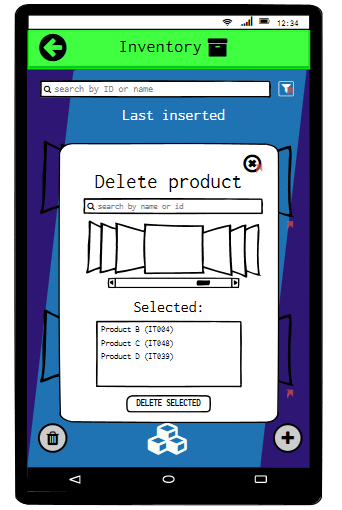 12:34
Inventory
search by ID or name
Last inserted
Delete product
search by name or id
Selected:
Product B (IT004)
Product C (IT048)
Product D (IT039)
DELETE SELECTED